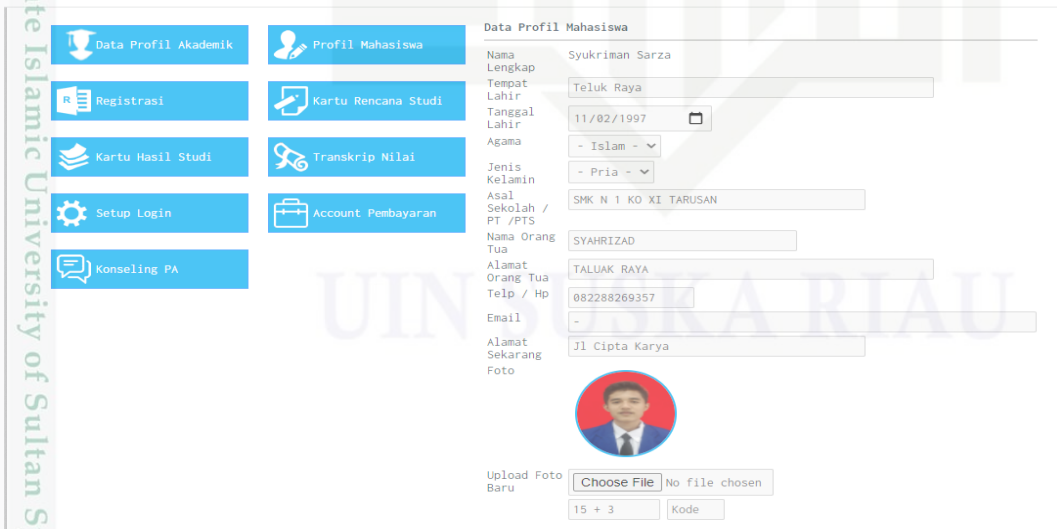 ute Islamic University of Sultan S
Data Profil Akademik
Profil Mahasiswa
Registrasi
Kartu Rencana Studi
Kartu Hasil Studi
Transkrip Nilai
Setup Login
Account Pembayaran
Konseling PA
Data Profil Mahasiswa
Nama Lengkap Syukriman Sarza
Tempat Lahir Teluk Raya
Tanggal Lahir 11/02/1997
Agama - Islam -
Jenis Kelamin - Pria -
Asal Sekolah / PT /PTS SMK N 1 KO XI TARUSAN
Nama Orang Tua SYAHRIZAD
Alamat Orang Tua TALUAK RAYA
Telp / Hp 082288269357
Email -
Alamat Sekarang Jl Cipta Karya
Foto
Upload Foto Baru Choose File No file chosen
15 + 3 Kode
UIN SUSKA RIAU